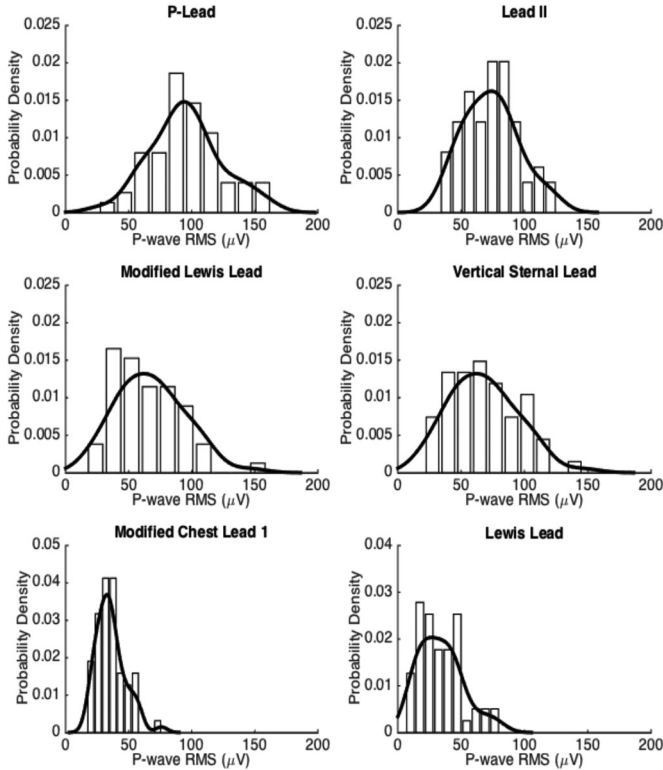 P-Lead
0.025
0.02
0.015
0.01
0.005
0
Probability Density
0 50 100 150 200
P-wave RMS (μV)
Lead II
0.025
0.02
0.015
0.01
0.005
0
Probability Density
0 50 100 150 200
P-wave RMS (μV)
Modified Lewis Lead
0.025
0.02
0.015
0.01
0.005
0
Probability Density
0 50 100 150 200
P-wave RMS (μV)
Vertical Sternal Lead
0.025
0.02
0.015
0.01
0.005
0
Probability Density
0 50 100 150 200
P-wave RMS (μV)
Modified Chest Lead 1
0.05
0.04
0.03
0.02
0.01
0
Probability Density
0 50 100 150 200
P-wave RMS (μV)
Lewis Lead
0.04
0.03
0.02
0.01
0
Probability Density
0 50 100 150 200
P-wave RMS (μV)